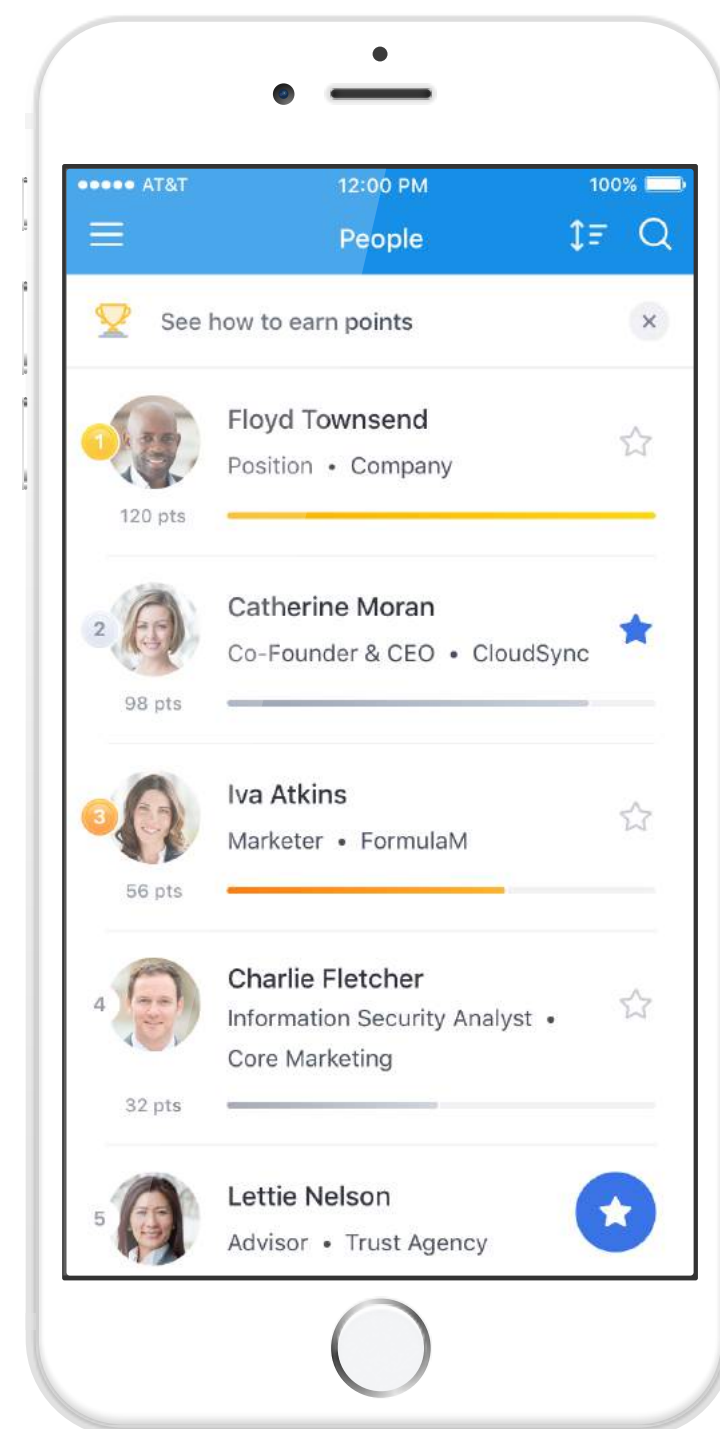 AT&T 12:00 PM 100%
People
See how to earn points
1
Floyd Townsend
Position • Company
120 pts
2
Catherine Moran
Co-Founder & CEO • CloudSync
98 pts
3
Iva Atkins
Marketer • FormulaM
56 pts
4
Charlie Fletcher
Information Security Analyst •
Core Marketing
32 pts
5
Lettie Nelson
Advisor • Trust Agency